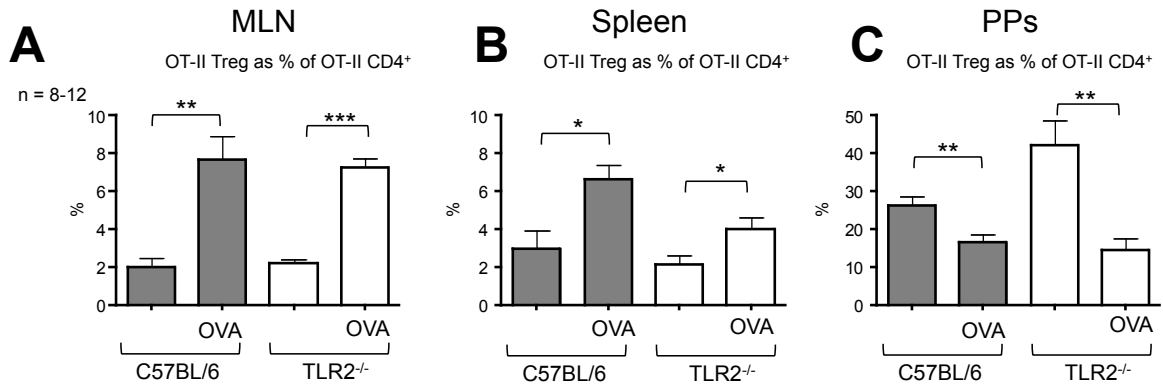 A
MLN
OT-II Treg as % of OT-II CD4⁺
n = 8-12
%
10
8
6
4
2
0
**
***
OVA
OVA
C57BL/6
TLR2⁻/⁻
B
Spleen
OT-II Treg as % of OT-II CD4⁺
%
10
8
6
4
2
0
*
*
OVA
OVA
C57BL/6
TLR2⁻/⁻
C
PPs
OT-II Treg as % of OT-II CD4⁺
%
50
40
30
20
10
0
**
**
OVA
OVA
C57BL/6
TLR2⁻/⁻